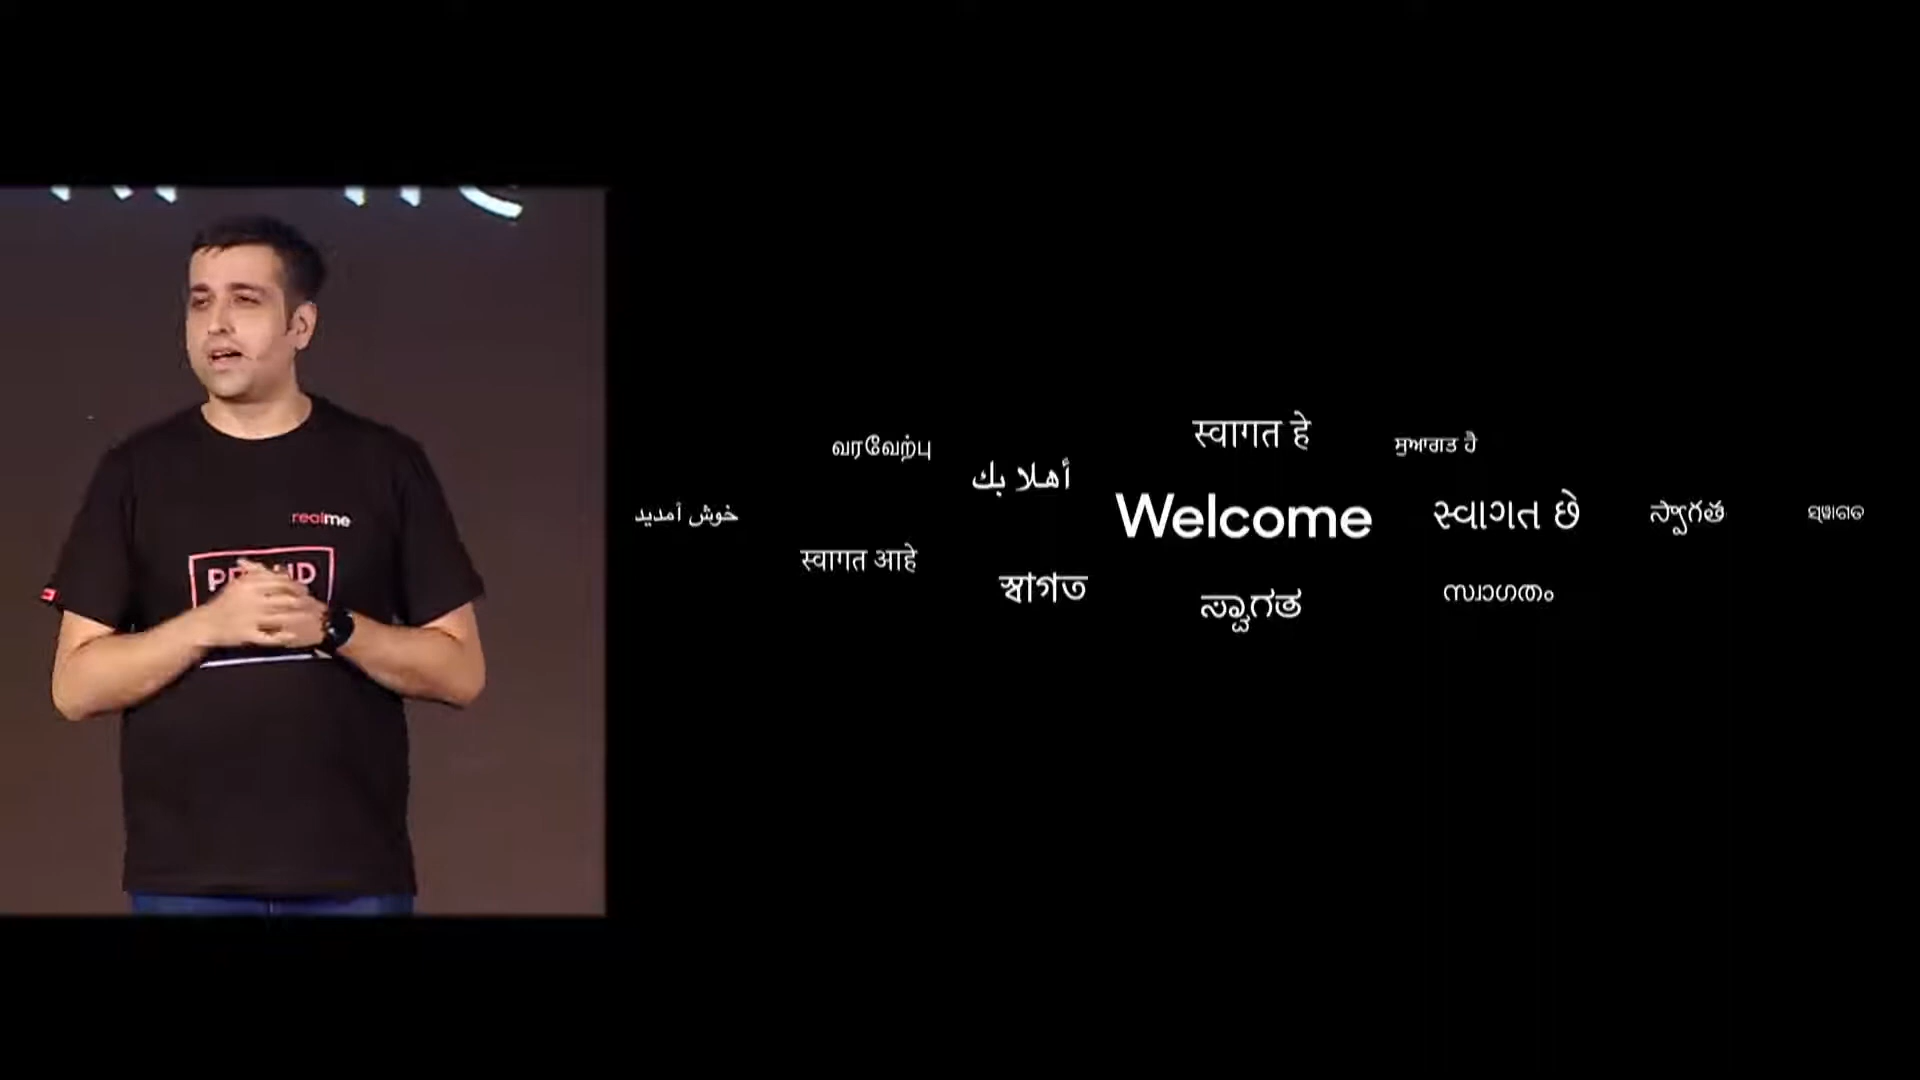 realme
வரவேற்பு
أهلا بك
स्वागत हे
ਸੁਆਗਤ ਹੈ
خوش آمدید
Welcome
સ્વાગત છે
స్వాగత
ସ୍ୱାଗତ
स्वागत आहे
স্বাগত
ಸ್ವಾಗತ
സ്വാഗതം